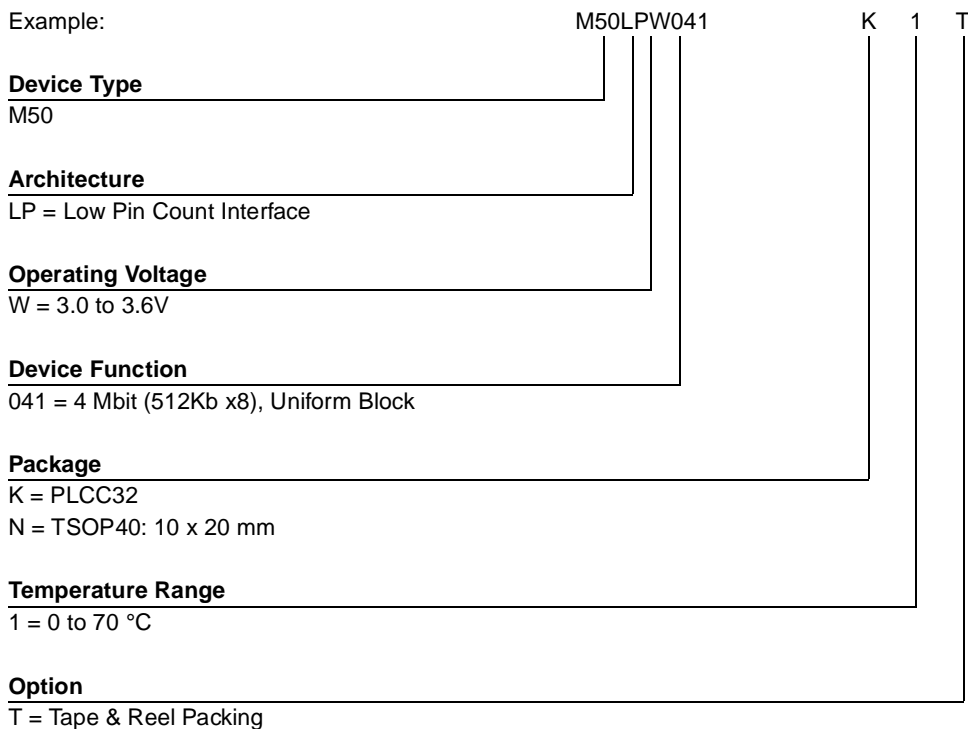 Example: M50LPW041 K 1 T
Device Type
M50
Architecture
LP = Low Pin Count Interface
Operating Voltage
W = 3.0 to 3.6V
Device Function
041 = 4 Mbit (512Kb x8), Uniform Block
Package
K = PLCC32
N = TSOP40: 10 x 20 mm
Temperature Range
1 = 0 to 70 °C
Option
T = Tape & Reel Packing